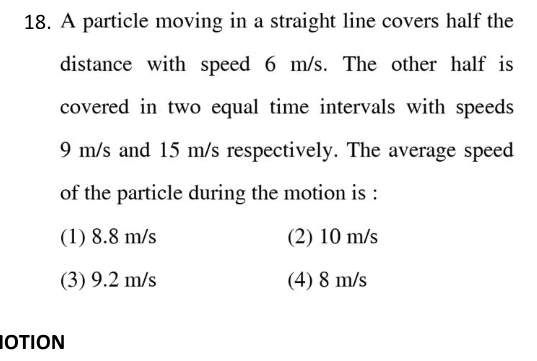 18. A particle moving in a straight line covers half the
distance with speed 6 m/s. The other half is
covered in two equal time intervals with speeds
9 m/s and 15 m/s respectively. The average speed
of the particle during the motion is :
(1) 8.8 m/s (2) 10 m/s
(3) 9.2 m/s (4) 8 m/s
IOTION